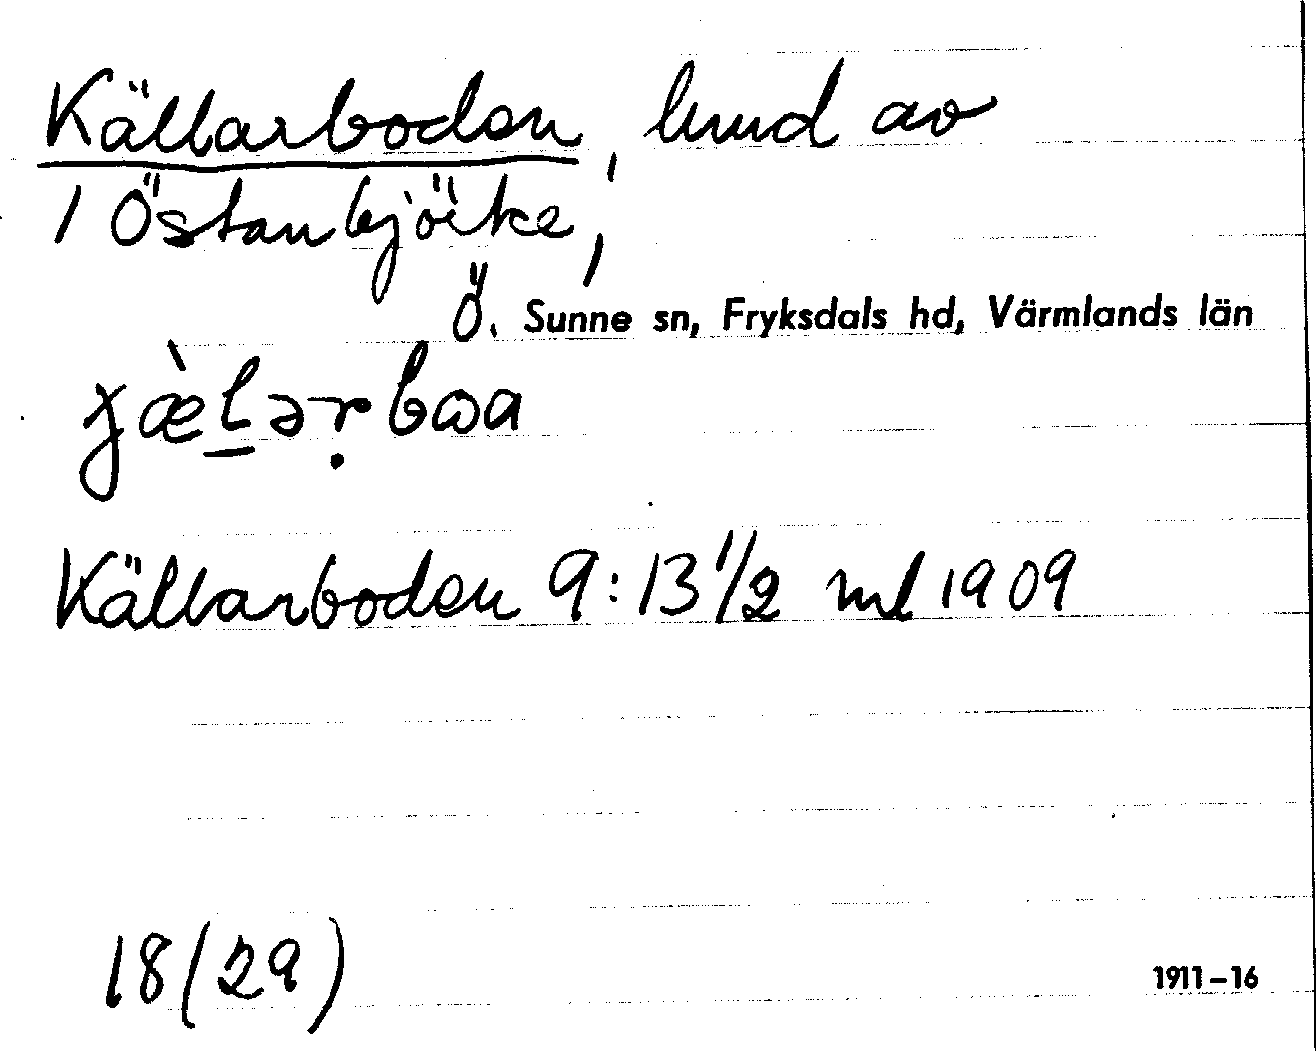 Källarboden, hmd av
1 Östanbjörke,
Ö. Sunne sn, Fryksdals hd, Värmlands län
Källarboden 9:13 1/2 ml 1909
18 (29)
1911–16